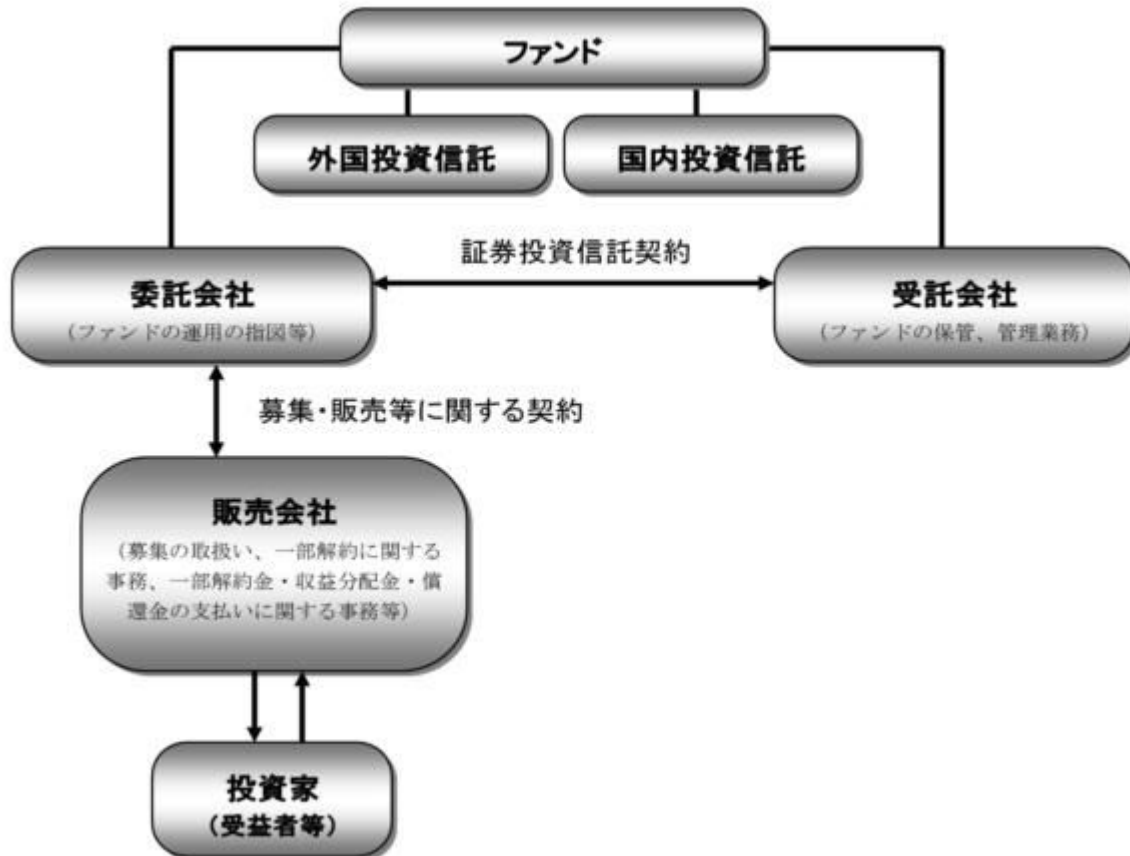 ファンド
外国投資信託
国内投資信託
証券投資信託契約
委託会社
（ファンドの運用の指図等）
受託会社
（ファンドの保管、管理業務）
募集・販売等に関する契約
販売会社
（募集の取扱い、一部解約に関する
事務、一部解約金・収益分配金・償
還金の支払いに関する事務等）
投資家
（受益者等）